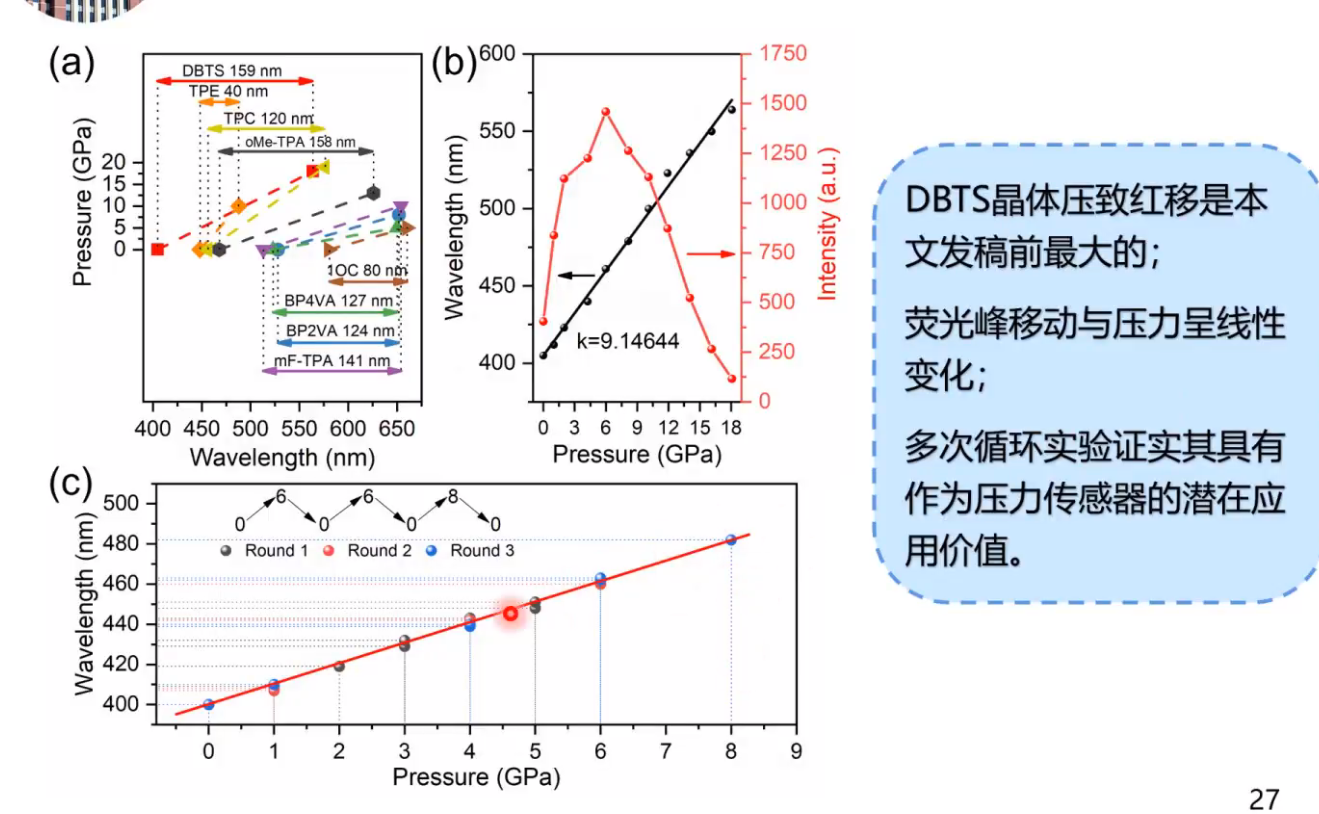 (a)
DBTS 159 nm
TPE 40 nm
TPC 120 nm
oMe-TPA 158 nm
1OC 80 nm
BP4VA 127 nm
BP2VA 124 nm
mF-TPA 141 nm
Pressure (GPa)
20
15
10
5
0
400 450 500 550 600 650
Wavelength (nm)
(b)
Wavelength (nm)
600
550
500
450
400
k=9.14644
1750
1500
1250
1000
750
500
250
0
Intensity (a.u.)
0 3 6 9 12 15 18
Pressure (GPa)
(c)
Wavelength (nm)
500
480
460
440
420
400
6 6 8
0 0 0 0
Round 1 Round 2 Round 3
0 1 2 3 4 5 6 7 8 9
Pressure (GPa)
DBTS晶体压致红移是本
文发稿前最大的；
荧光峰移动与压力呈线性
变化；
多次循环实验证实其具有
作为压力传感器的潜在应
用价值。
27